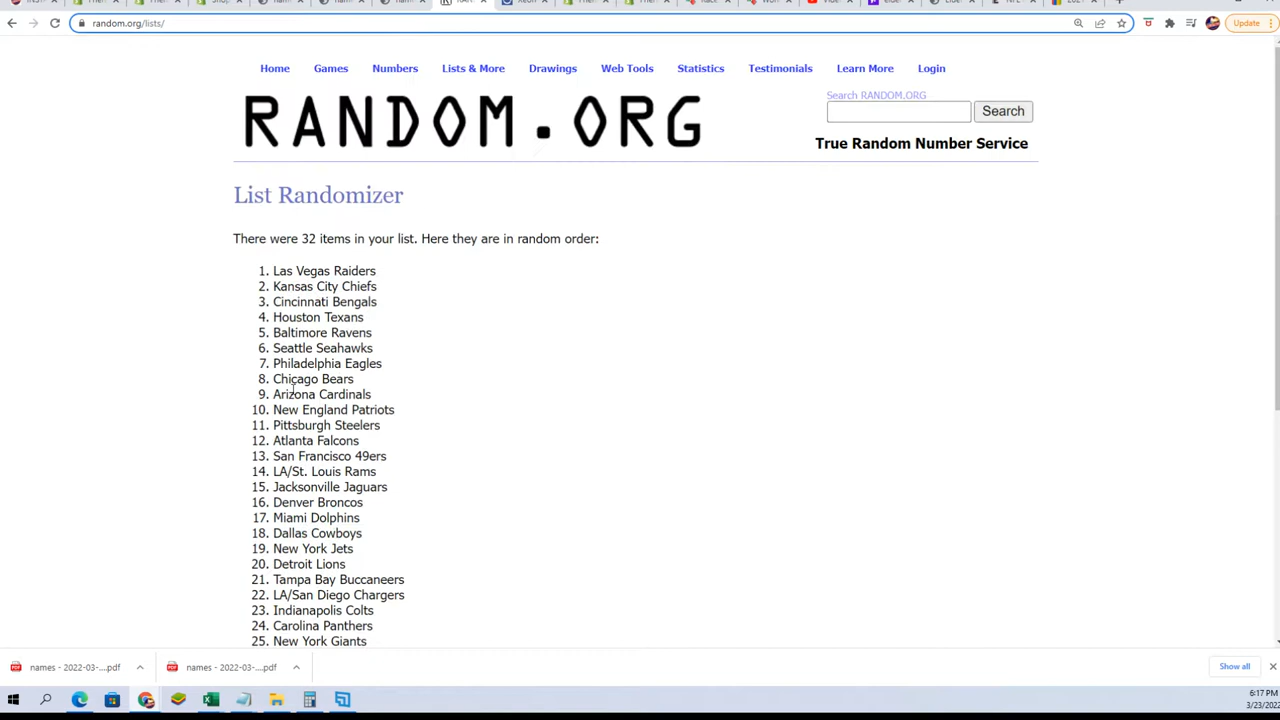 random.org/lists/
Update
Home Games Numbers Lists & More Drawings Web Tools Statistics Testimonials Learn More Login
Search RANDOM.ORG
RANDOM.ORG
Search
True Random Number Service
List Randomizer
There were 32 items in your list. Here they are in random order:
1. Las Vegas Raiders
2. Kansas City Chiefs
3. Cincinnati Bengals
4. Houston Texans
5. Baltimore Ravens
6. Seattle Seahawks
7. Philadelphia Eagles
8. Chicago Bears
9. Arizona Cardinals
10. New England Patriots
11. Pittsburgh Steelers
12. Atlanta Falcons
13. San Francisco 49ers
14. LA/St. Louis Rams
15. Jacksonville Jaguars
16. Denver Broncos
17. Miami Dolphins
18. Dallas Cowboys
19. New York Jets
20. Detroit Lions
21. Tampa Bay Buccaneers
22. LA/San Diego Chargers
23. Indianapolis Colts
24. Carolina Panthers
25. New York Giants
names - 2022-03-....pdf names - 2022-03-....pdf Show all
6:17 PM
3/23/2022